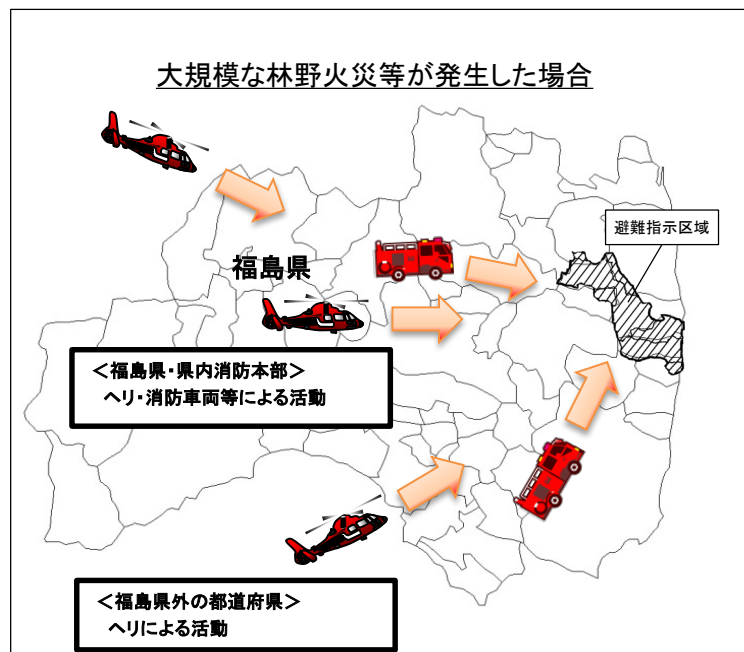 大規模な林野火災等が発生した場合
避難指示区域
福島県
＜福島県・県内消防本部＞
ヘリ・消防車両等による活動
＜福島県外の都道府県＞
ヘリによる活動